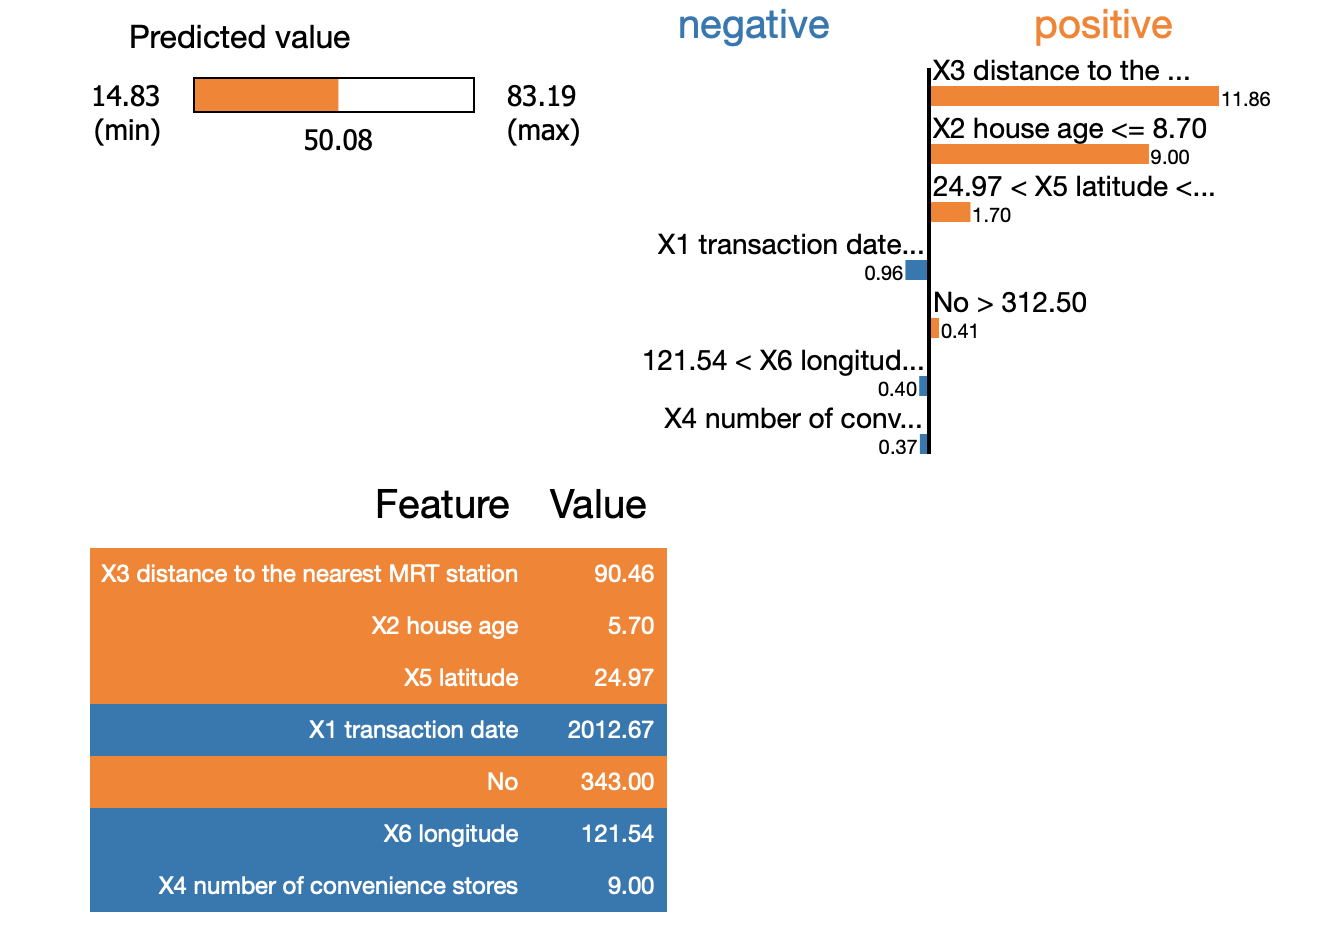 Predicted value
14.83
(min)
83.19
(max)
50.08
negative
positive
X3 distance to the ...
11.86
X2 house age <= 8.70
9.00
24.97 < X5 latitude <...
1.70
X1 transaction date...
0.96
No > 312.50
0.41
121.54 < X6 longitud...
0.40
X4 number of conv...
0.37
Feature Value
X3 distance to the nearest MRT station 90.46
X2 house age 5.70
X5 latitude 24.97
X1 transaction date 2012.67
No 343.00
X6 longitude 121.54
X4 number of convenience stores 9.00